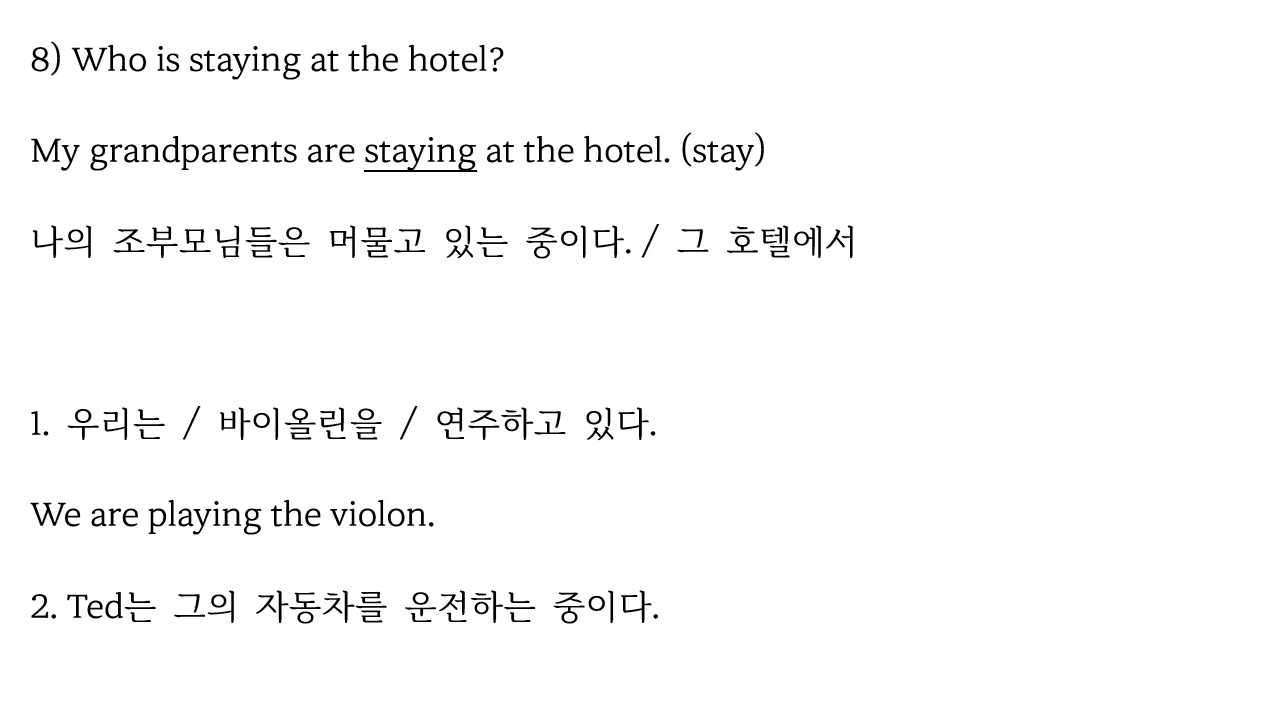 8) Who is staying at the hotel?
My grandparents are staying at the hotel. (stay)
나의 조부모님들은 머물고 있는 중이다. / 그 호텔에서
1. 우리는 / 바이올린을 / 연주하고 있다.
We are playing the violon.
2. Ted는 그의 자동차를 운전하는 중이다.